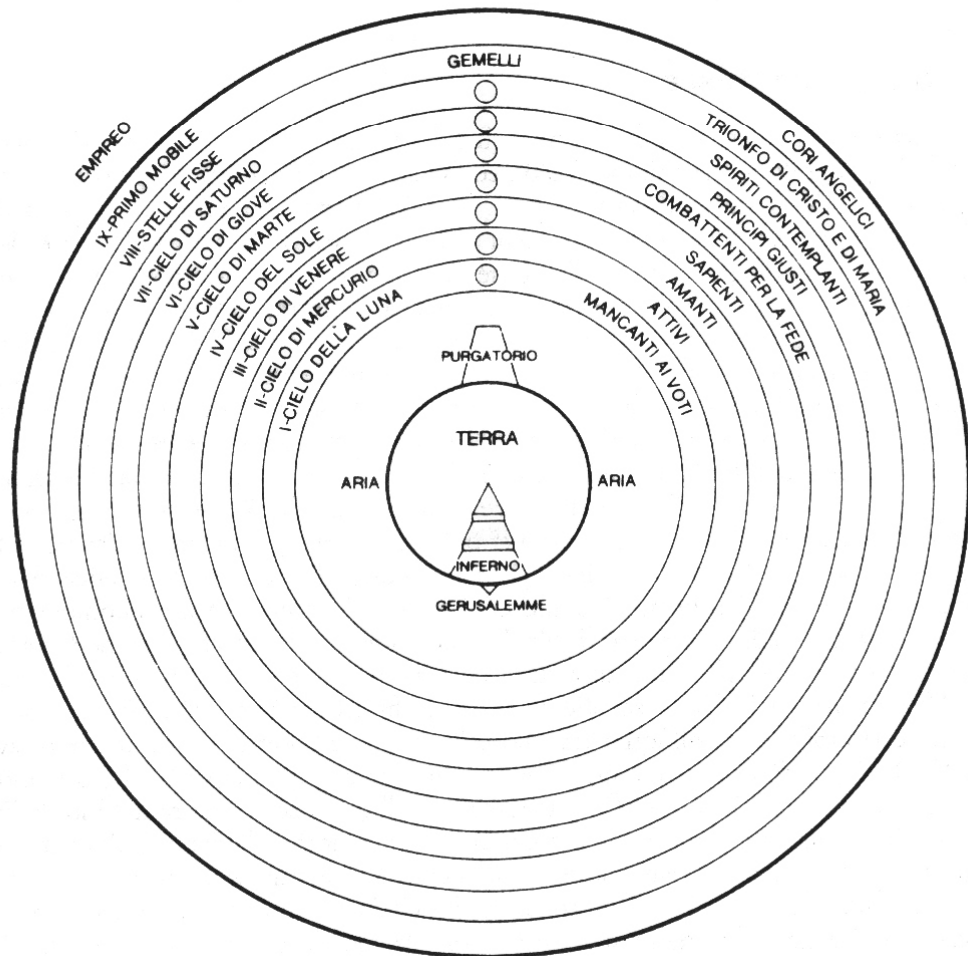 GEMELLI
EMPIREO
IX-PRIMO MOBILE
VIII-STELLE FISSE
VII-CIELO DI SATURNO
VI-CIELO DI GIOVE
V-CIELO DI MARTE
IV-CIELO DEL SOLE
III-CIELO DI VENERE
II-CIELO DI MERCURIO
I-CIELO DELLA LUNA
CORI ANGELICI
TRIONFO DI CRISTO E DI MARIA
SPIRITI CONTEMPLANTI
PRINCIPI GIUSTI
COMBATTENTI PER LA FEDE
SAPIENTI
AMANTI
ATTIVI
MANCANTI AI VOTI
PURGATORIO
TERRA
ARIA
ARIA
INFERNO
GERUSALEMME